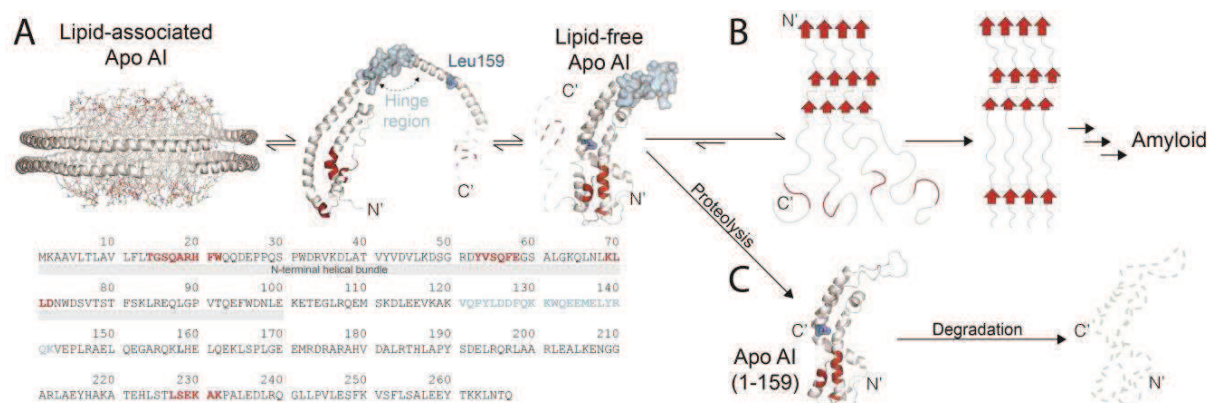 A
Lipid-associated
Apo AI
Leu159
Hinge
region
N'
C'
Lipid-free
Apo AI
C'
N'
B
N'
C'
Amyloid
Proteolysis
10 20 30 40 50 60 70
MKAAVLTLAV LFLTGSQARH FWQQDEPPQS PWDRVKDLAT VYVDVLKDSG RDYVSQFEGS ALGKQLNLKL
N-terminal helical bundle
80 90 100 110 120 130 140
LDNWDSVTST FSKLREQLGP VTQEFWDNLE KETEGLRQEM SKDLEEVKAK VQPYLDDFQK KWQEEMELYR
150 160 170 180 190 200 210
QKVEPLRAEL QEGARQKLHE LQEKLSPLGE EMRDRARAHV DALRTHLAPY SDELRQRLAA RLEALKENGG
220 230 240 250 260
ARLAEYHAKA TEHLSTLSEK AKPALEDLRQ GLLPVLESFK VSFLSALEEY TKKLNTQ
C
C'
Apo AI
(1-159)
N'
Degradation
C'
N'